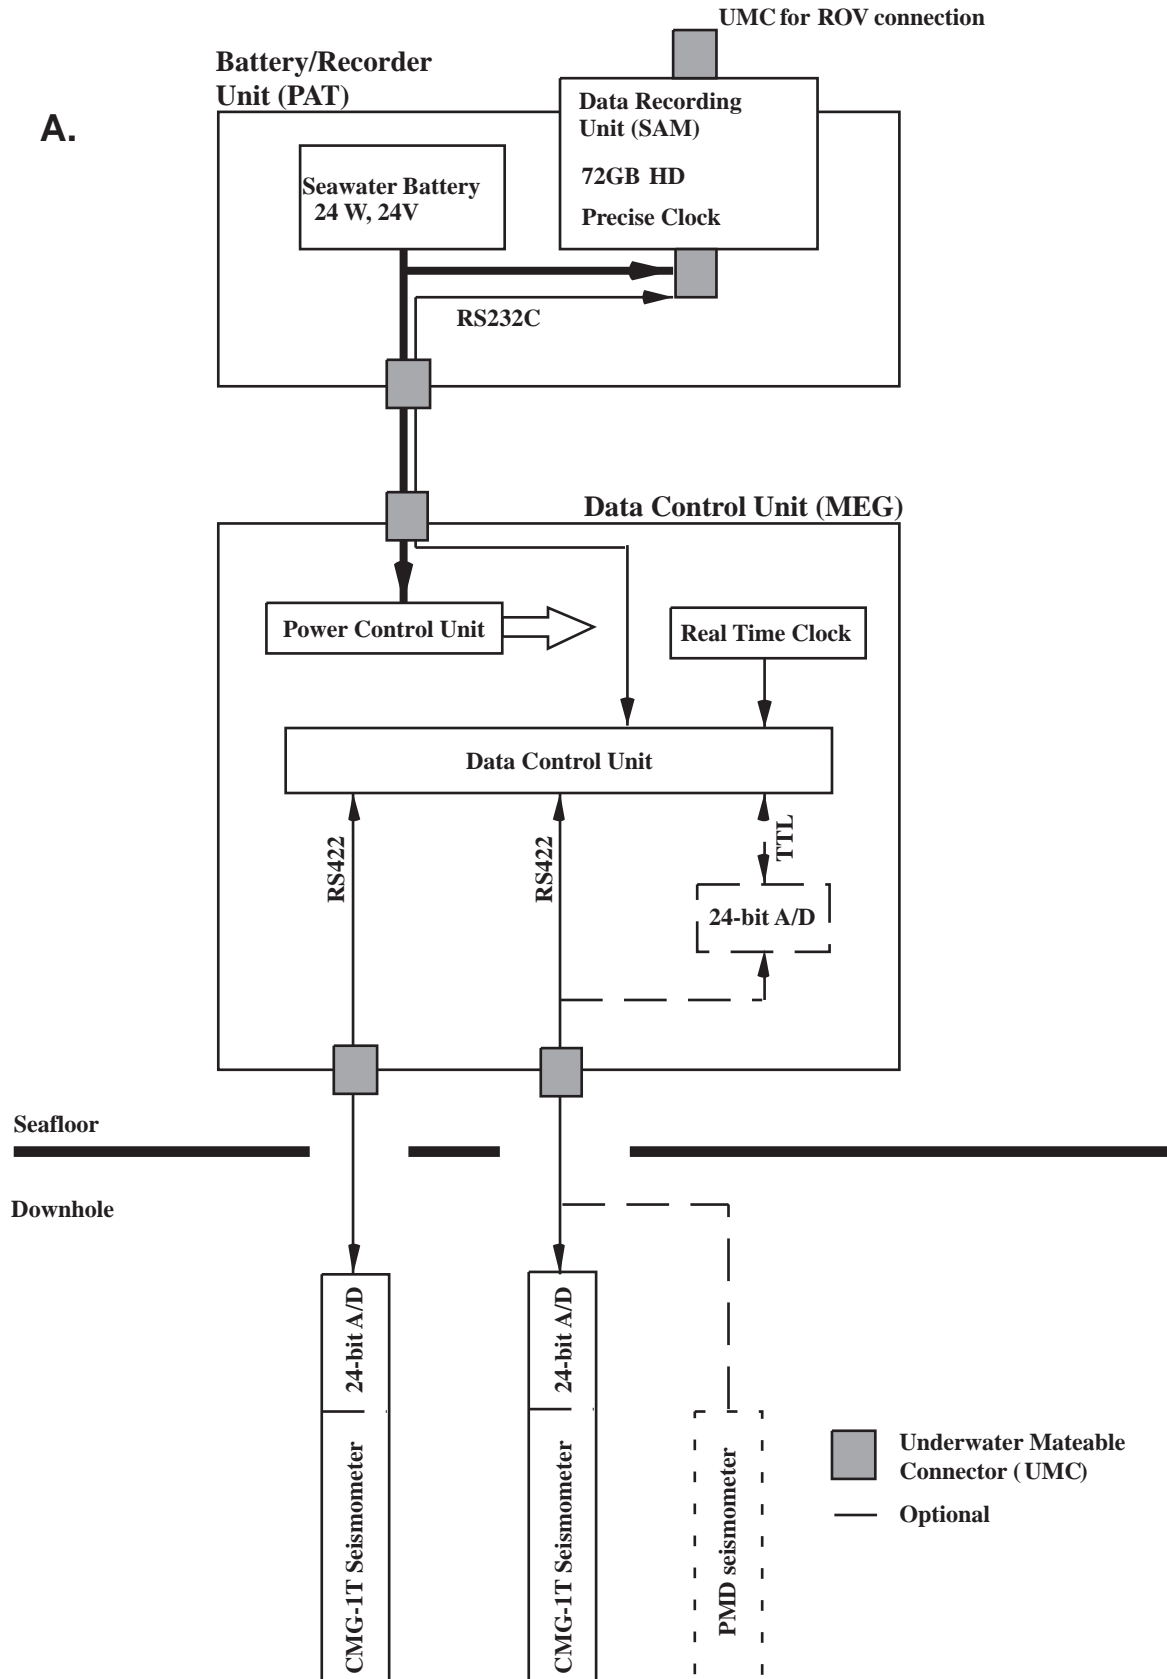 UMC for ROV connection
Battery/Recorder
Unit (PAT)
A.
Data Recording
Unit (SAM)
72GB HD
Precise Clock
Seawater Battery
24 W, 24V
RS232C
Data Control Unit (MEG)
Power Control Unit
Real Time Clock
Data Control Unit
RS422
RS422
TTL
24-bit A/D
Seafloor
Downhole
24-bit A/D
CMG-1T Seismometer
24-bit A/D
CMG-1T Seismometer
PMD seismometer
Underwater Mateable
Connector (UMC)
Optional